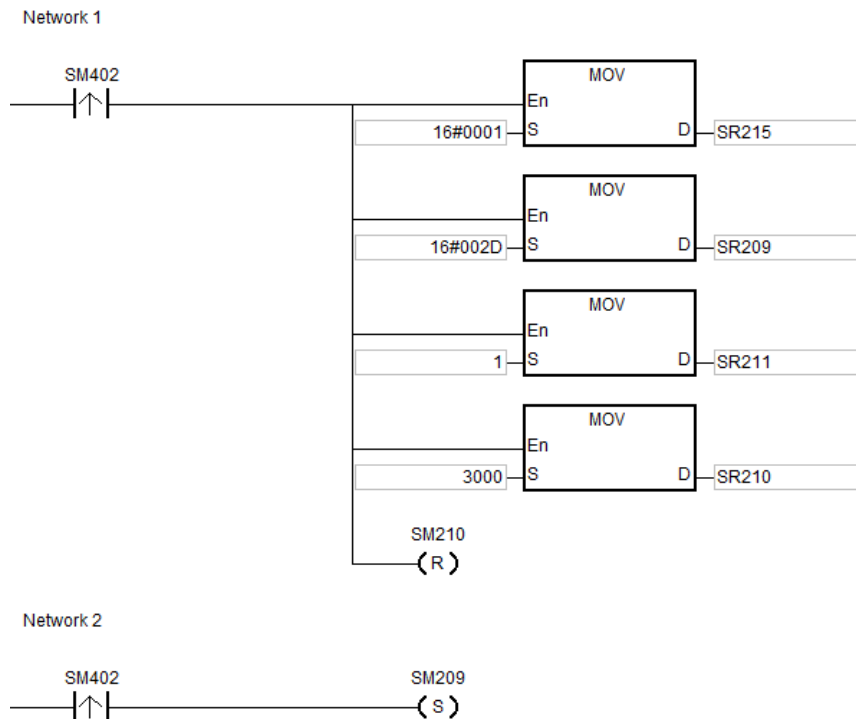 Network 1
SM402
MOV
En
16#0001 S D SR215
MOV
En
16#002D S D SR209
MOV
En
1 S D SR211
MOV
En
3000 S D SR210
SM210
R
Network 2
SM402 SM209
S